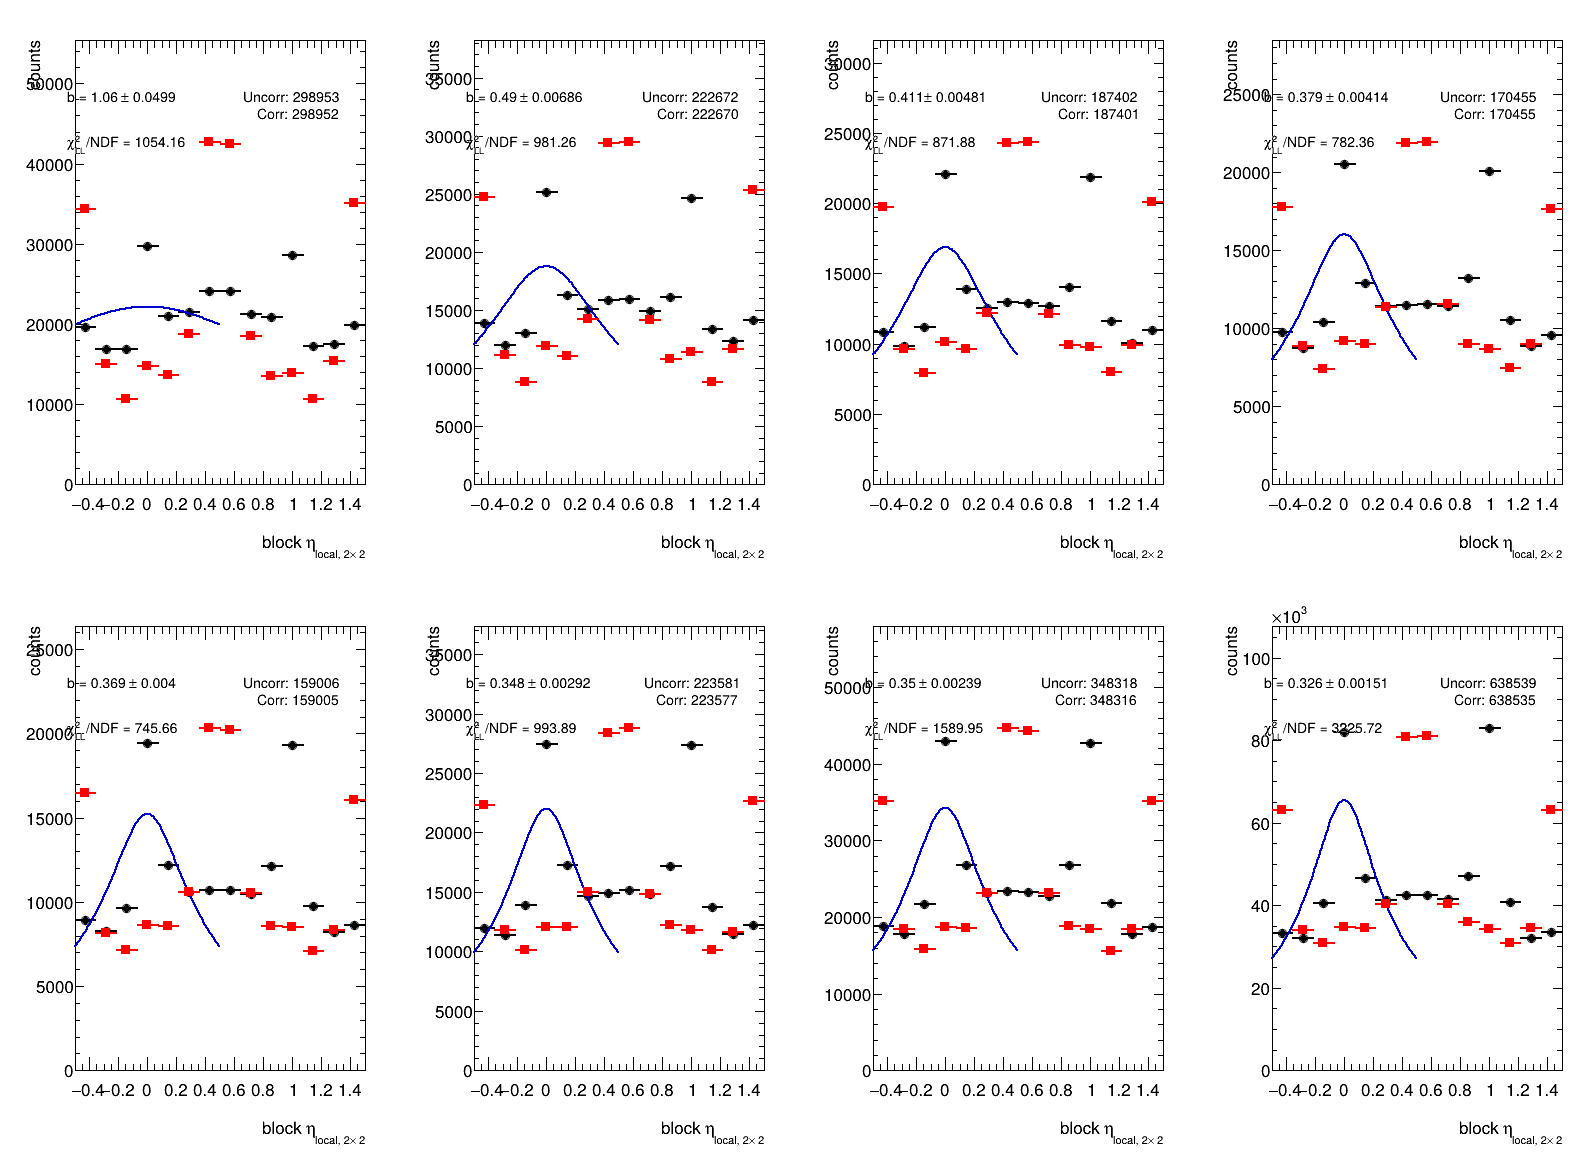 counts
50000
40000
30000
20000
10000
0
b = 1.06 ± 0.0499
Uncorr: 298953
Corr: 298952
/NDF = 1054.16
−0.4 −0.2 0 0.2 0.4 0.6 0.8 1 1.2 1.4
block η local, 2×2
counts
35000
30000
25000
20000
15000
10000
5000
0
b = 0.49 ± 0.00686
Uncorr: 222672
Corr: 222670
/NDF = 981.26
−0.4 −0.2 0 0.2 0.4 0.6 0.8 1 1.2 1.4
block η local, 2×2
counts
30000
25000
20000
15000
10000
5000
0
b = 0.411± 0.00481
Uncorr: 187402
Corr: 187401
/NDF = 871.88
−0.4 −0.2 0 0.2 0.4 0.6 0.8 1 1.2 1.4
block η local, 2×2
counts
25000
20000
15000
10000
5000
0
b = 0.379 ± 0.00414
Uncorr: 170455
Corr: 170455
/NDF = 782.36
−0.4 −0.2 0 0.2 0.4 0.6 0.8 1 1.2 1.4
block η local, 2×2
counts
25000
20000
15000
10000
5000
0
b = 0.369 ± 0.004
Uncorr: 159006
Corr: 159005
/NDF = 745.66
−0.4 −0.2 0 0.2 0.4 0.6 0.8 1 1.2 1.4
block η local, 2×2
counts
35000
30000
25000
20000
15000
10000
5000
0
b = 0.348 ± 0.00292
Uncorr: 223581
Corr: 223577
/NDF = 993.89
−0.4 −0.2 0 0.2 0.4 0.6 0.8 1 1.2 1.4
block η local, 2×2
counts
50000
40000
30000
20000
10000
0
b = 0.35 ± 0.00239
Uncorr: 348318
Corr: 348316
/NDF = 1589.95
−0.4 −0.2 0 0.2 0.4 0.6 0.8 1 1.2 1.4
block η local, 2×2
×10³
counts
100
80
60
40
20
0
b = 0.326 ± 0.00151
Uncorr: 638539
Corr: 638535
/NDF = 3225.72
−0.4 −0.2 0 0.2 0.4 0.6 0.8 1 1.2 1.4
block η local, 2×2